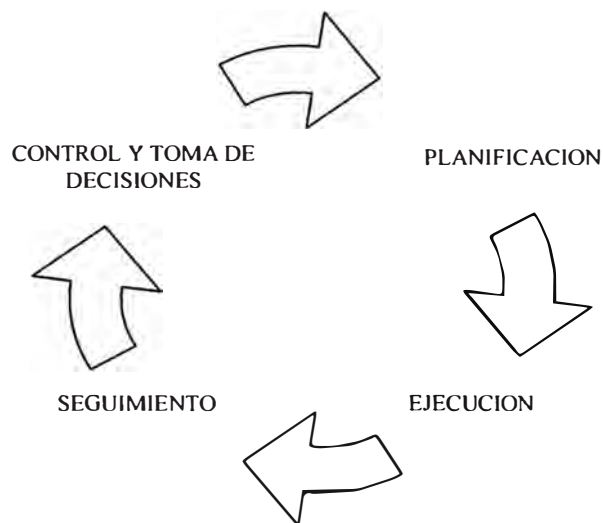 CONTROL Y TOMA DE
DECISIONES
PLANIFICACION
SEGUIMIENTO
EJECUCION